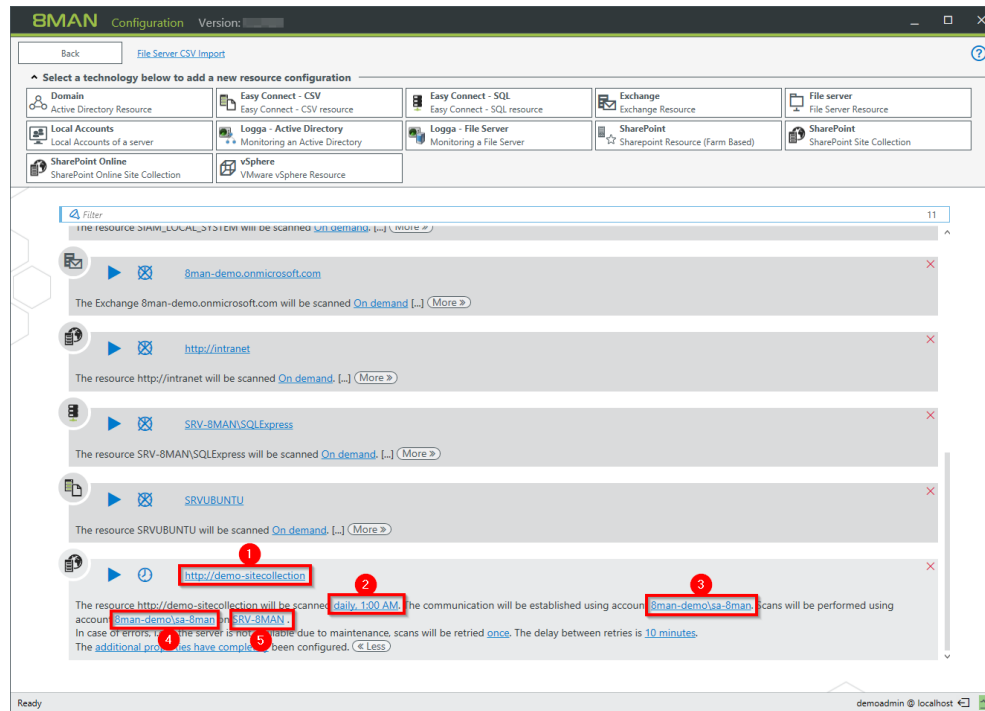 8MAN Configuration Version:
Back File Server CSV Import
Select a technology below to add a new resource configuration
Domain
Active Directory Resource
Easy Connect - CSV
Easy Connect - CSV resource
Easy Connect - SQL
Easy Connect - SQL resource
Exchange
Exchange Resource
File server
File Server Resource
Local Accounts
Local Accounts of a server
Logga - Active Directory
Monitoring an Active Directory
Logga - File Server
Monitoring a File Server
SharePoint
Sharepoint Resource (Farm Based)
SharePoint
SharePoint Site Collection
SharePoint Online
SharePoint Online Site Collection
vSphere
VMware vSphere Resource
Filter 11
The resource SIAM_LOCAL_SYSTEM will be scanned On demand. [...] More »
8man-demo.onmicrosoft.com
The Exchange 8man-demo.onmicrosoft.com will be scanned On demand [...] More »
http://intranet
The resource http://intranet will be scanned On demand. [...] More »
SRV-8MAN\SQLExpress
The resource SRV-8MAN\SQLExpress will be scanned On demand. [...] More »
SRVUBUNTU
The resource SRVUBUNTU will be scanned On demand. [...] More »
1
http://demo-sitecollection
2 3
The resource http://demo-sitecollection will be scanned daily, 1:00 AM. The communication will be established using account 8man-demo\sa-8man. Scans will be performed using
account 8man-demo\sa-8man on SRV-8MAN .
4 5
In case of errors, the server is not available due to maintenance, scans will be retried once. The delay between retries is 10 minutes.
The additional properties have completely been configured. « Less
Ready demoadmin @ localhost